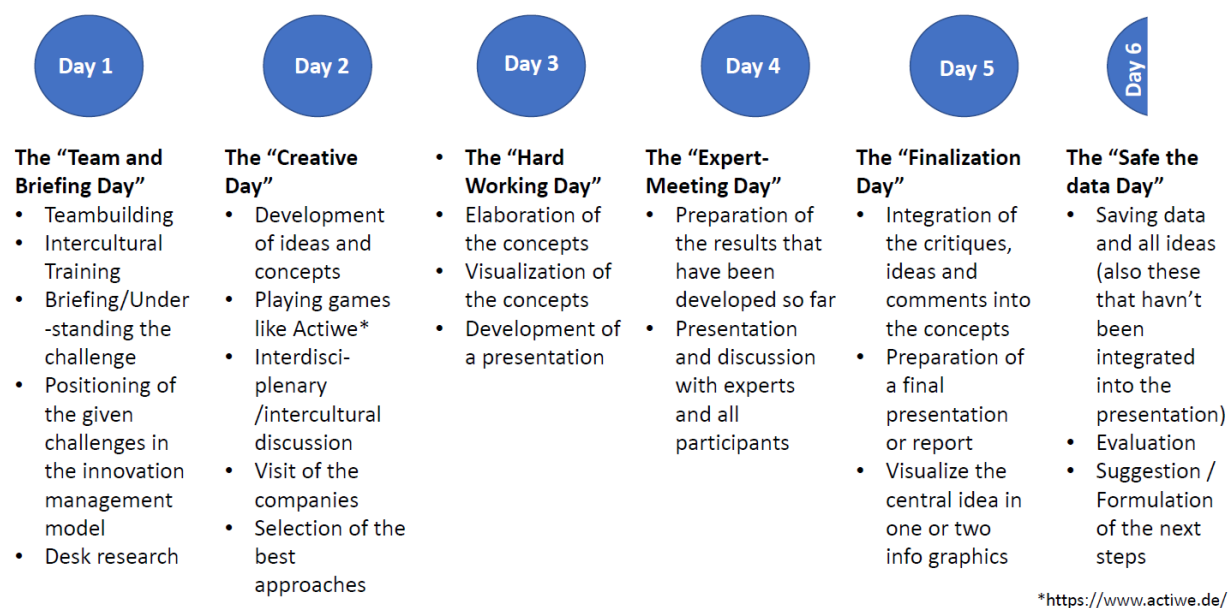 Day 1
The “Team and
Briefing Day”
• Teambuilding
• Intercultural
Training
• Briefing/Under
-standing the
challenge
• Positioning of
the given
challenges in
the innovation
management
model
• Desk research
Day 2
The “Creative
Day”
• Development
of ideas and
concepts
• Playing games
like Actiwe*
• Interdisci-
plenary
/intercultural
discussion
• Visit of the
companies
• Selection of the
best
approaches
Day 3
• The “Hard
Working Day”
• Elaboration of
the concepts
• Visualization of
the concepts
• Development of
a presentation
Day 4
The “Expert-
Meeting Day”
• Preparation of
the results that
have been
developed so far
• Presentation
and discussion
with experts
and all
participants
Day 5
The “Finalization
Day”
• Integration of
the critiques,
ideas and
comments into
the concepts
• Preparation of
a final
presentation
or report
• Visualize the
central idea in
one or two
info graphics
Day 6
The “Safe the
data Day”
• Saving data
and all ideas
(also these
that havn’t
been
integrated
into the
presentation)
• Evaluation
• Suggestion /
Formulation
of the next
steps
*https://www.actiwe.de/